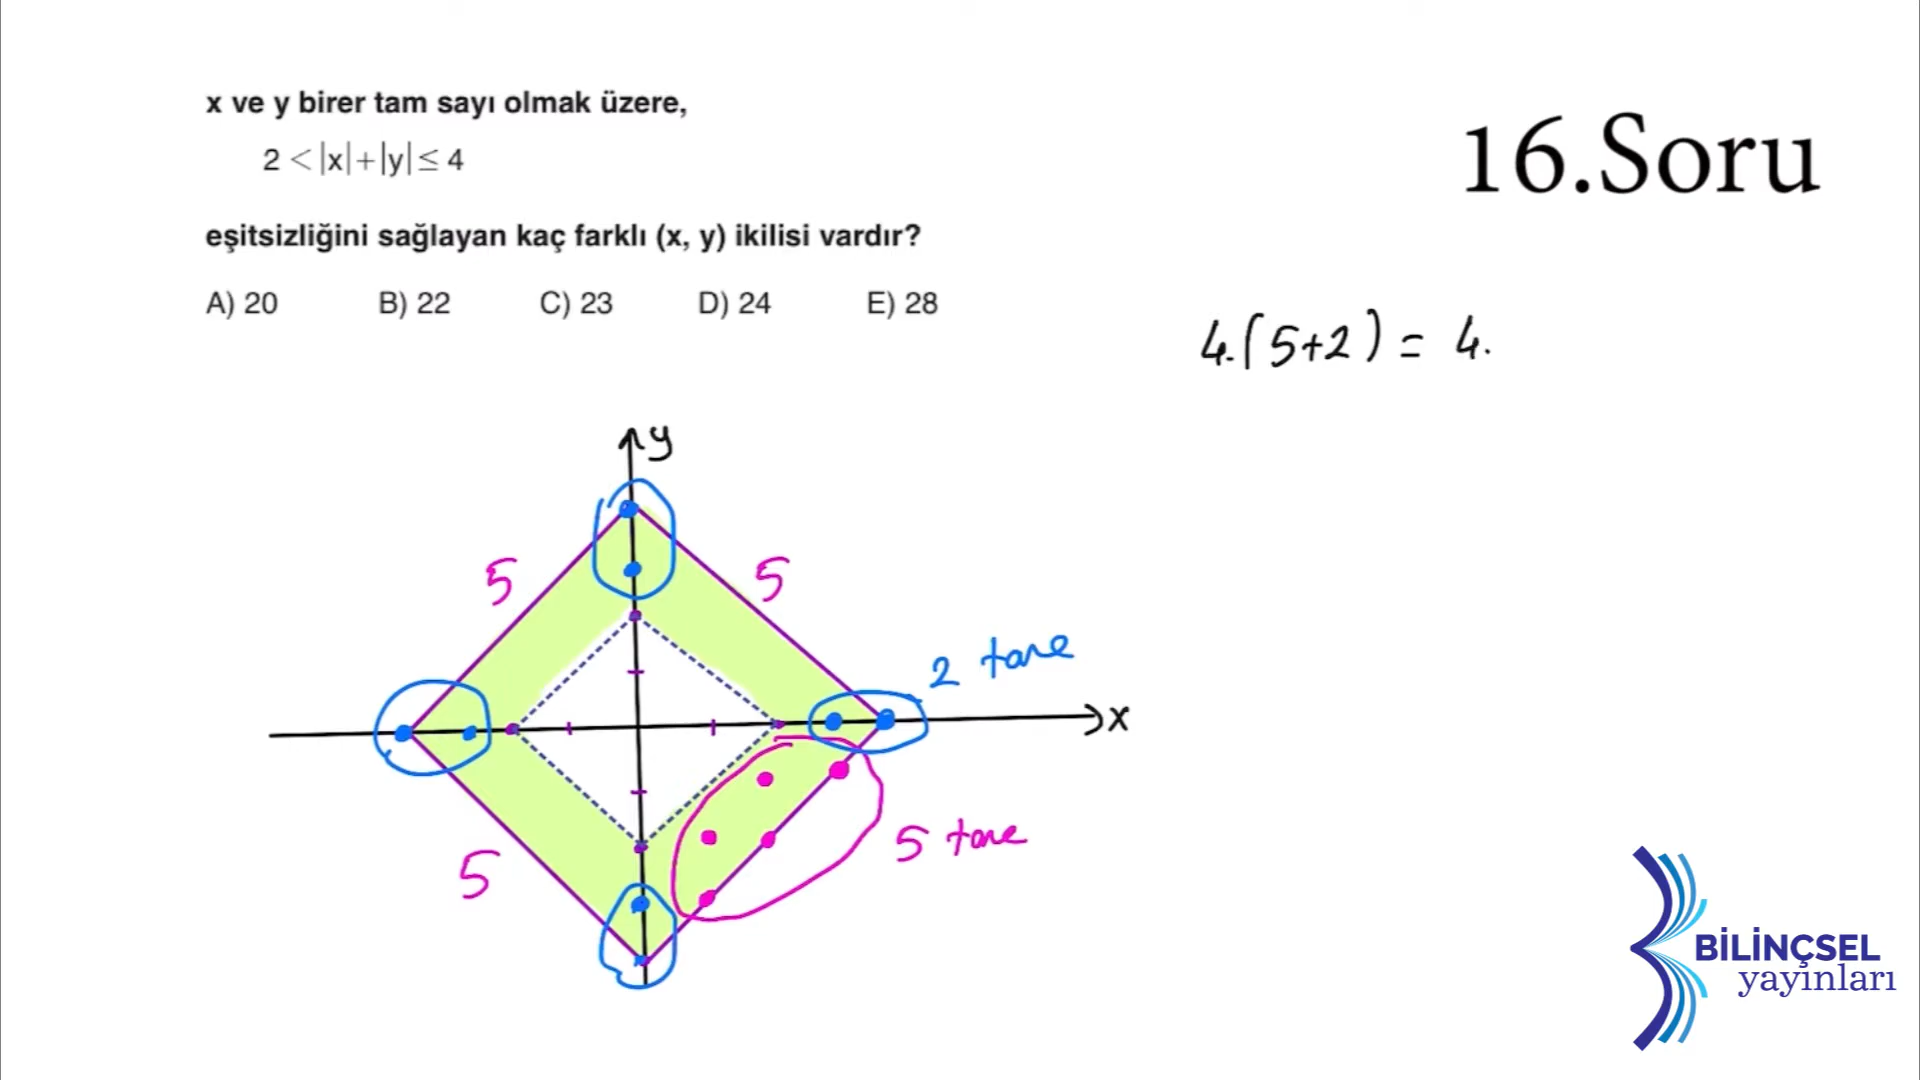 x ve y birer tam sayı olmak üzere,
2 < |x| + |y| ≤ 4
eşitsizliğini sağlayan kaç farklı (x, y) ikilisi vardır?
A) 20 B) 22 C) 23 D) 24 E) 28
16.Soru
4.(5+2) = 4.
y
5 5
2 tane
x
5 tane
5
BİLİNÇSEL
yayınları